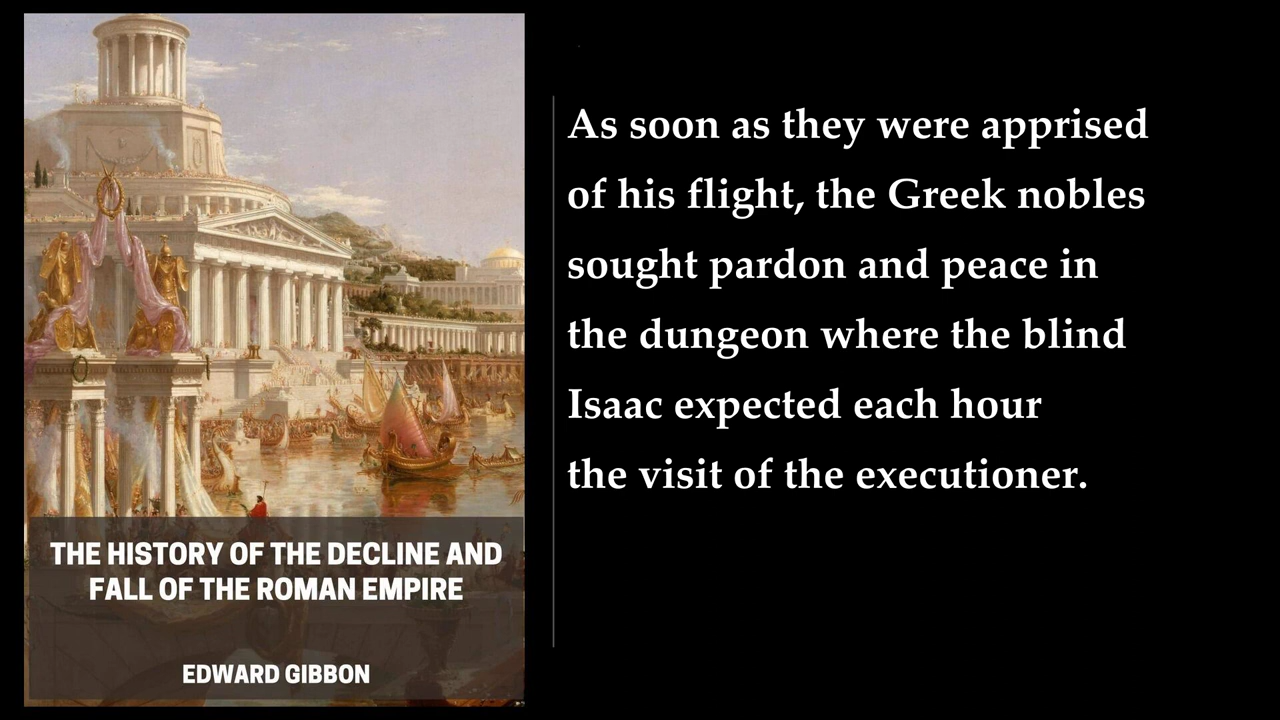 As soon as they were apprised
of his flight, the Greek nobles
sought pardon and peace in
the dungeon where the blind
Isaac expected each hour
the visit of the executioner.
THE HISTORY OF THE DECLINE AND
FALL OF THE ROMAN EMPIRE
EDWARD GIBBON